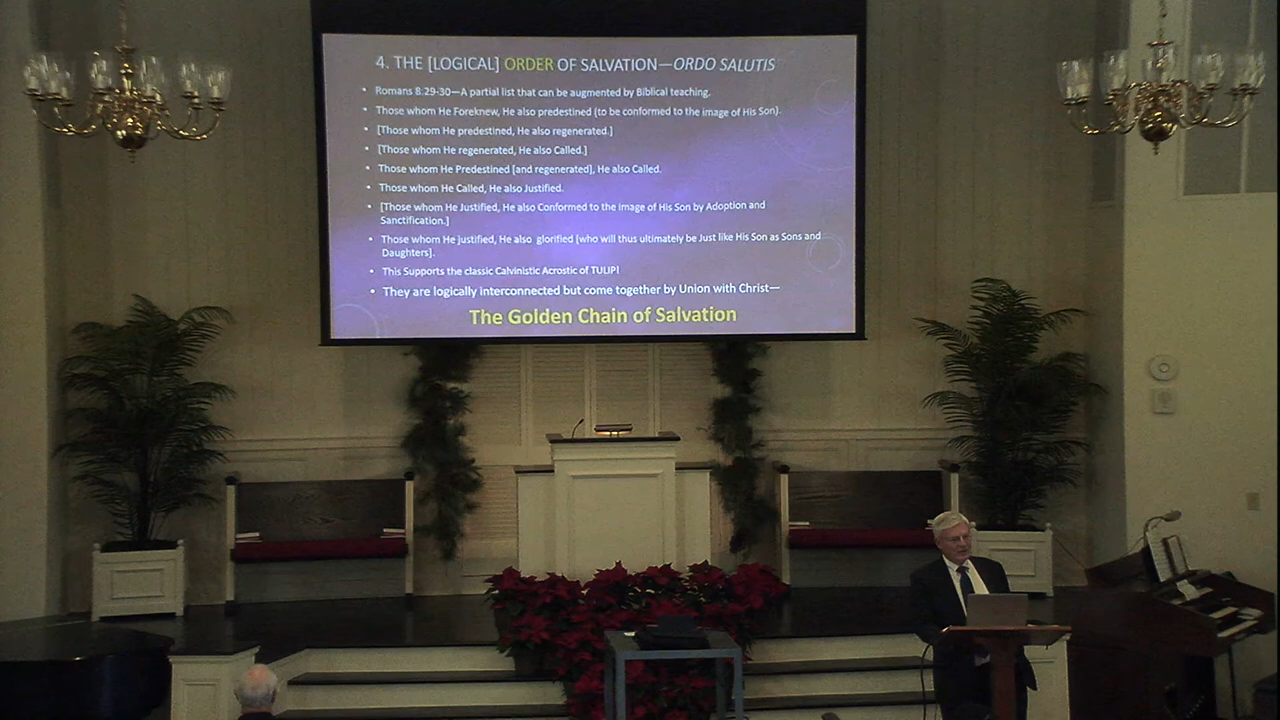 4. THE [LOGICAL] ORDER OF SALVATION—ORDO SALUTIS
• Romans 8:29-30—A partial list that can be augmented by Biblical teaching.
• Those whom He Foreknew, He also predestined (to be conformed to the image of His Son).
• [Those whom He predestined, He also regenerated.]
• [Those whom He regenerated, He also Called.]
• Those whom He Predestined [and regenerated], He also Called.
• Those whom He Called, He also Justified.
• [Those whom He Justified, He also Conformed to the image of His Son by Adoption and
Sanctification.]
• Those whom He justified, He also glorified [who will thus ultimately be Just like His Son as Sons and
Daughters].
• This Supports the classic Calvinistic Acrostic of TULIP!
• They are logically interconnected but come together by Union with Christ—
The Golden Chain of Salvation